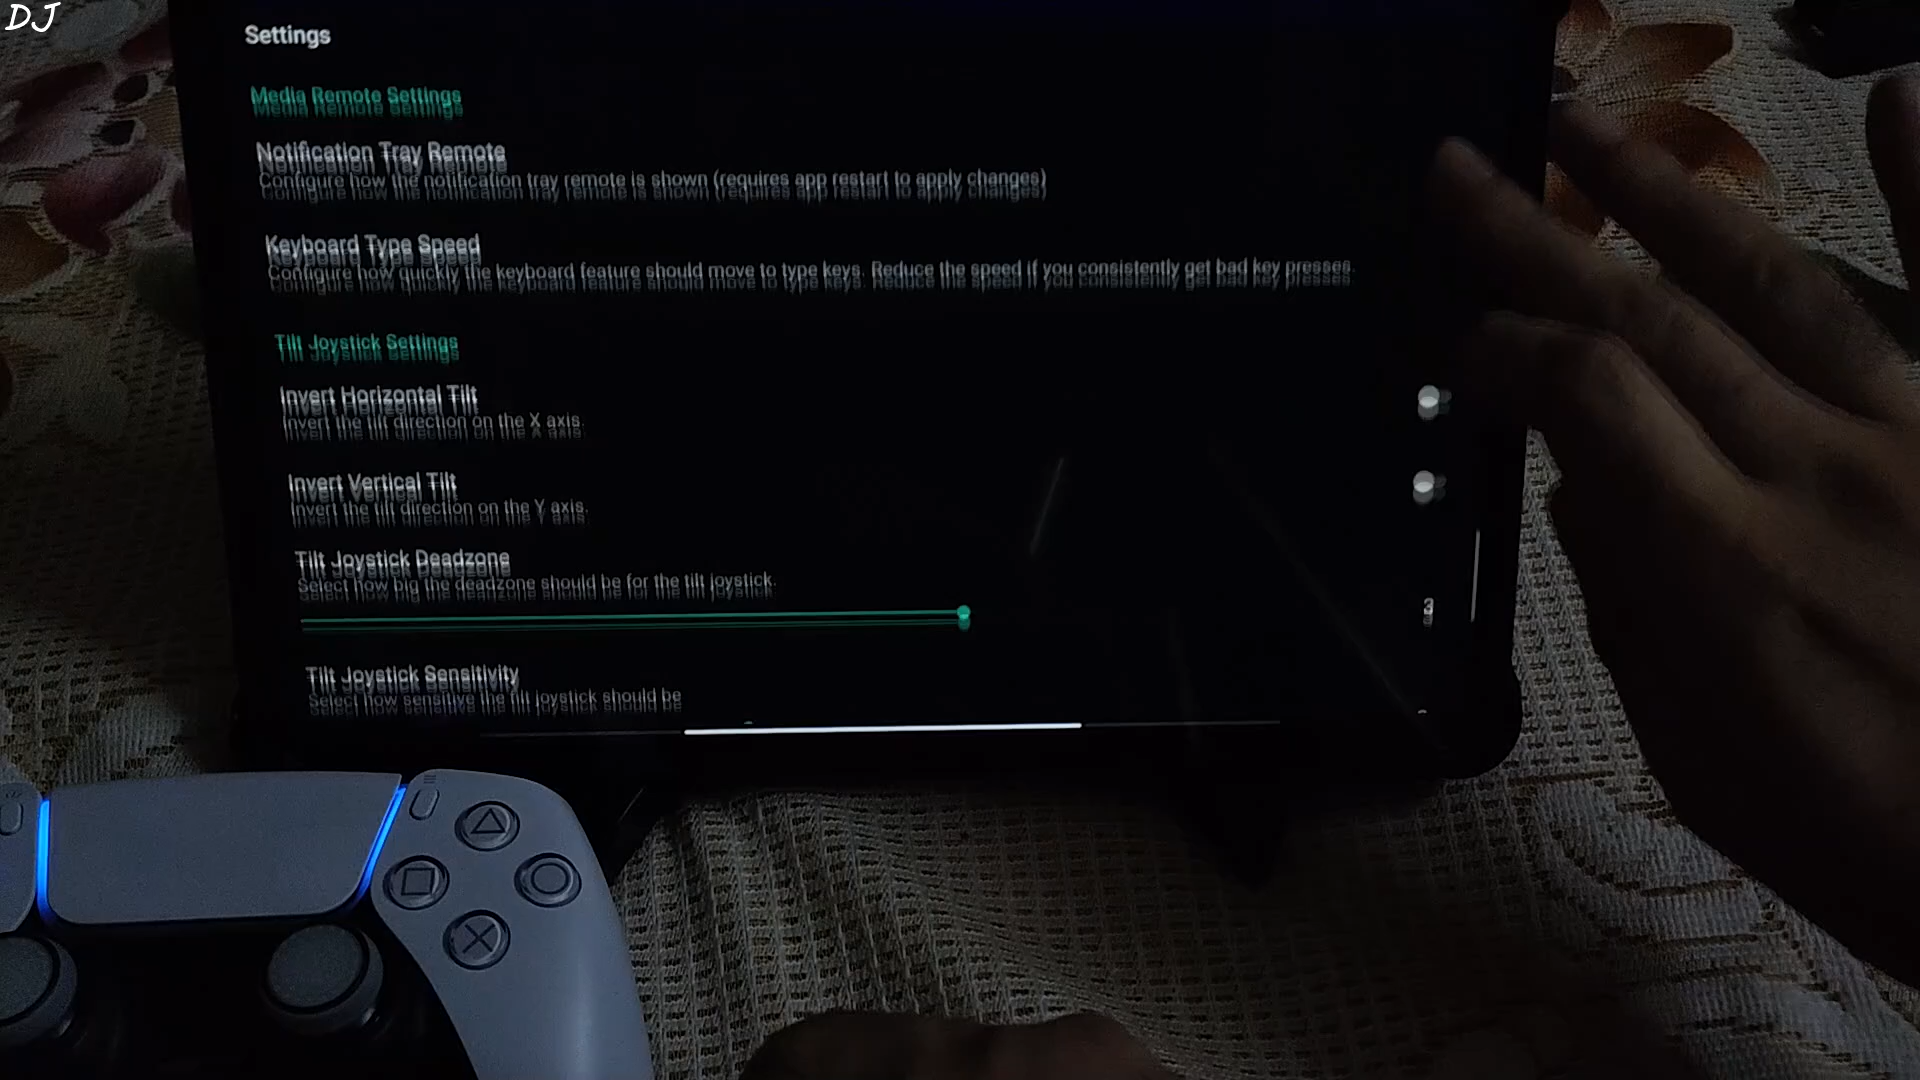 DJ
Settings
Media Remote Settings
Notification Tray Remote
Configure how the notification tray remote is shown (requires app restart to apply changes)
Keyboard Type Speed
Configure how quickly the keyboard feature should move to type keys. Reduce the speed if you consistently get bad key presses.
Tilt Joystick Settings
Invert Horizontal Tilt
Invert the tilt direction on the X axis.
Invert Vertical Tilt
Invert the tilt direction on the Y axis.
Tilt Joystick Deadzone
Select how big the deadzone should be for the tilt joystick.
3
Tilt Joystick Sensitivity
Select how sensitive the tilt joystick should be